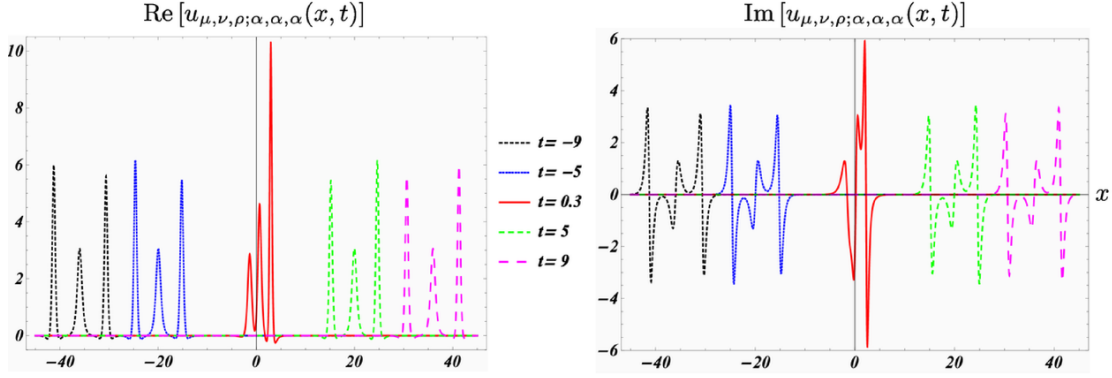 Re [u_{μ,ν,ρ;α,α,α}(x, t)]
10
8
6
4
2
0
−40 −20 0 20 40
t = −9
t = −5
t = 0.3
t = 5
t = 9
Im [u_{μ,ν,ρ;α,α,α}(x, t)]
6
4
2
0
−2
−4
−6
−40 −20 0 20 40
x